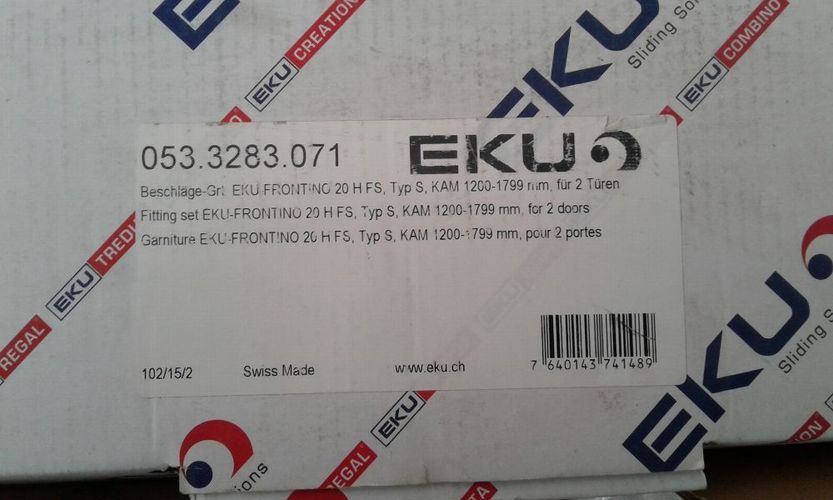 EKU CREATION
EKU
Sliding So
EKU COMBINO
053.3283.071
EKU
Beschläge-Grt. EKU-FRONTINO 20 H FS, Typ S, KAM 1200-1799 mm, für 2 Türen
Fitting set EKU-FRONTINO 20 H FS, Typ S, KAM 1200-1799 mm, for 2 doors
Garniture EKU-FRONTINO 20 H FS, Typ S, KAM 1200-1799 mm, pour 2 portes
EKU
REGAL
102/15/2
Swiss Made
www.eku.ch
7 640143 741489
EKU
Sliding So
EKU
EKU
REGAL
ions